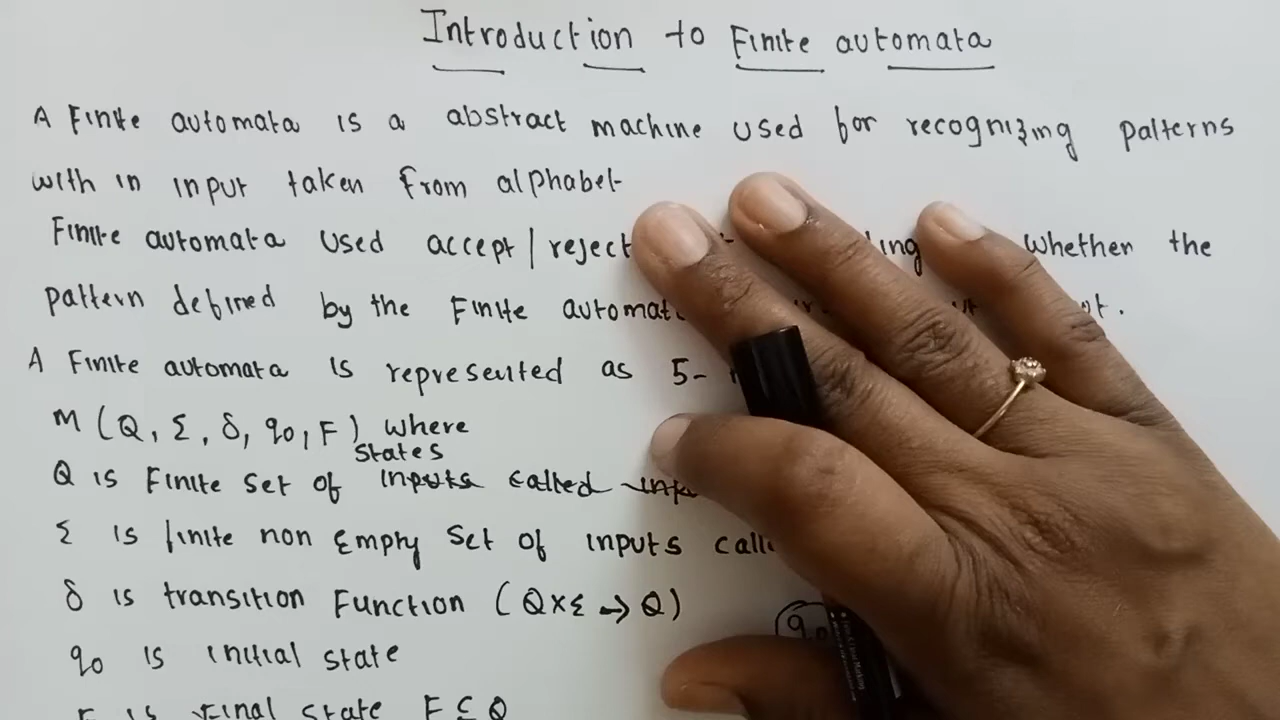 Introduction to Finite automata
A Finite automata is a abstract machine used for recognizing patterns
with in input taken from alphabet
Finite automata used accept/reject whether the
pattern defined by the Finite
A Finite automata is represented as 5-
M (Q, Σ, δ, q0, F) where
states
Q is Finite set of inputs called
Σ is finite non Empty set of inputs
δ is transition Function (Q×Σ → Q)
q0
q0 is initial state
F is Final state F ⊆ Q